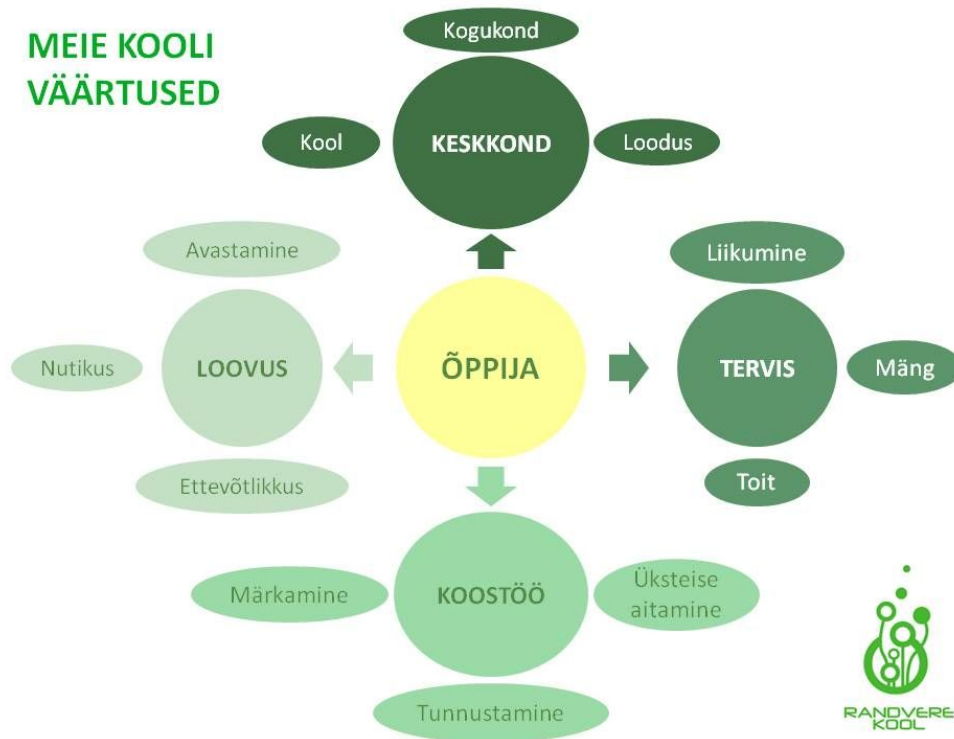 MEIE KOOLI
VÄÄRTUSED
Kogukond
Kool
KESKKOND
Loodus
Avastamine
Liikumine
Nutikus
LOOVUS
ÕPPIJA
TERVIS
Mäng
Ettevõtlikkus
Toit
Märkamine
KOOSTÖÖ
Üksteise
aitamine
Tunnustamine
RANDVERE
KOOL